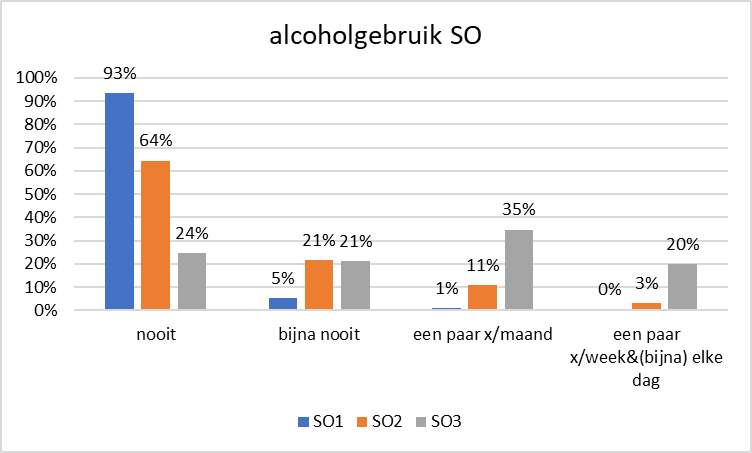 alcoholgebruik SO
100%
90%
80%
70%
60%
50%
40%
30%
20%
10%
0%
93%
64%
24%
5%
21%
21%
1%
11%
35%
0%
3%
20%
nooit
bijna nooit
een paar x/maand
een paar
x/week&(bijna) elke
dag
SO1
SO2
SO3